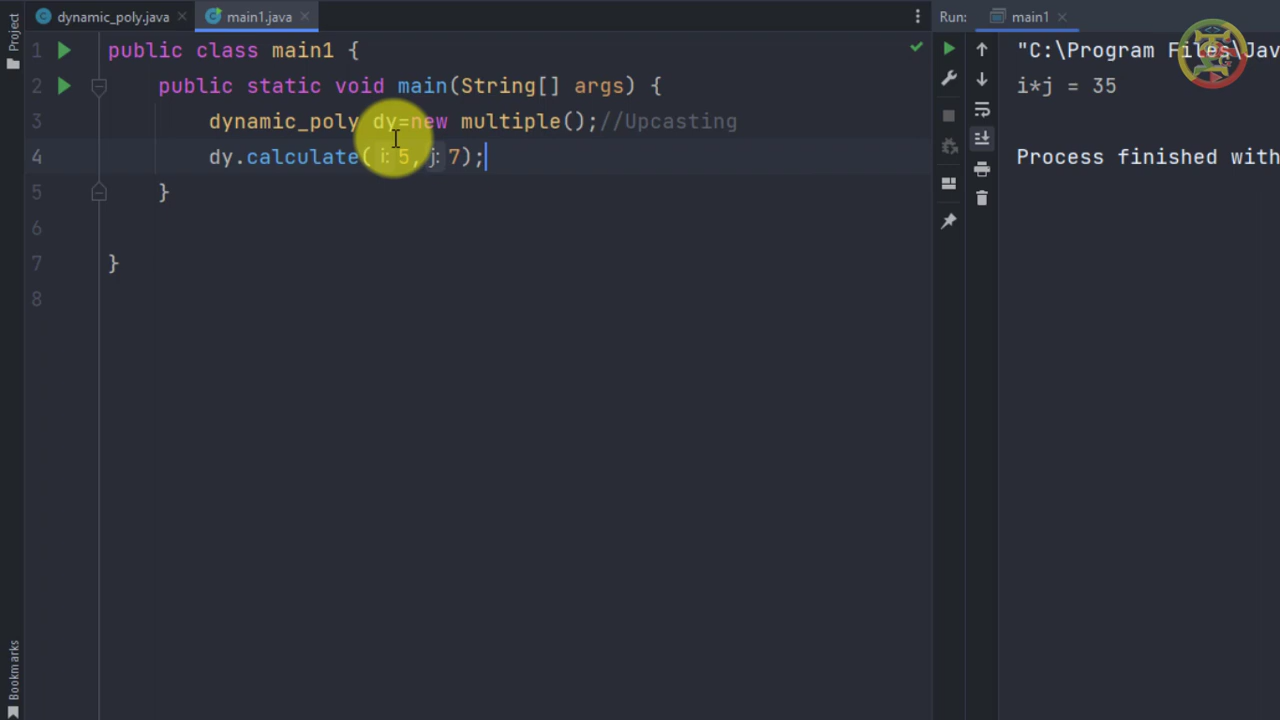 Project
dynamic_poly.java
main1.java
1 public class main1 {
2 public static void main(String[] args) {
3 dynamic_poly dy=new multiple();//Upcasting
4 dy.calculate( i: 5, j: 7);
5 }
6
7 }
8
Bookmarks
Run: main1
"C:\Program Files\Jav
i*j = 35
Process finished with